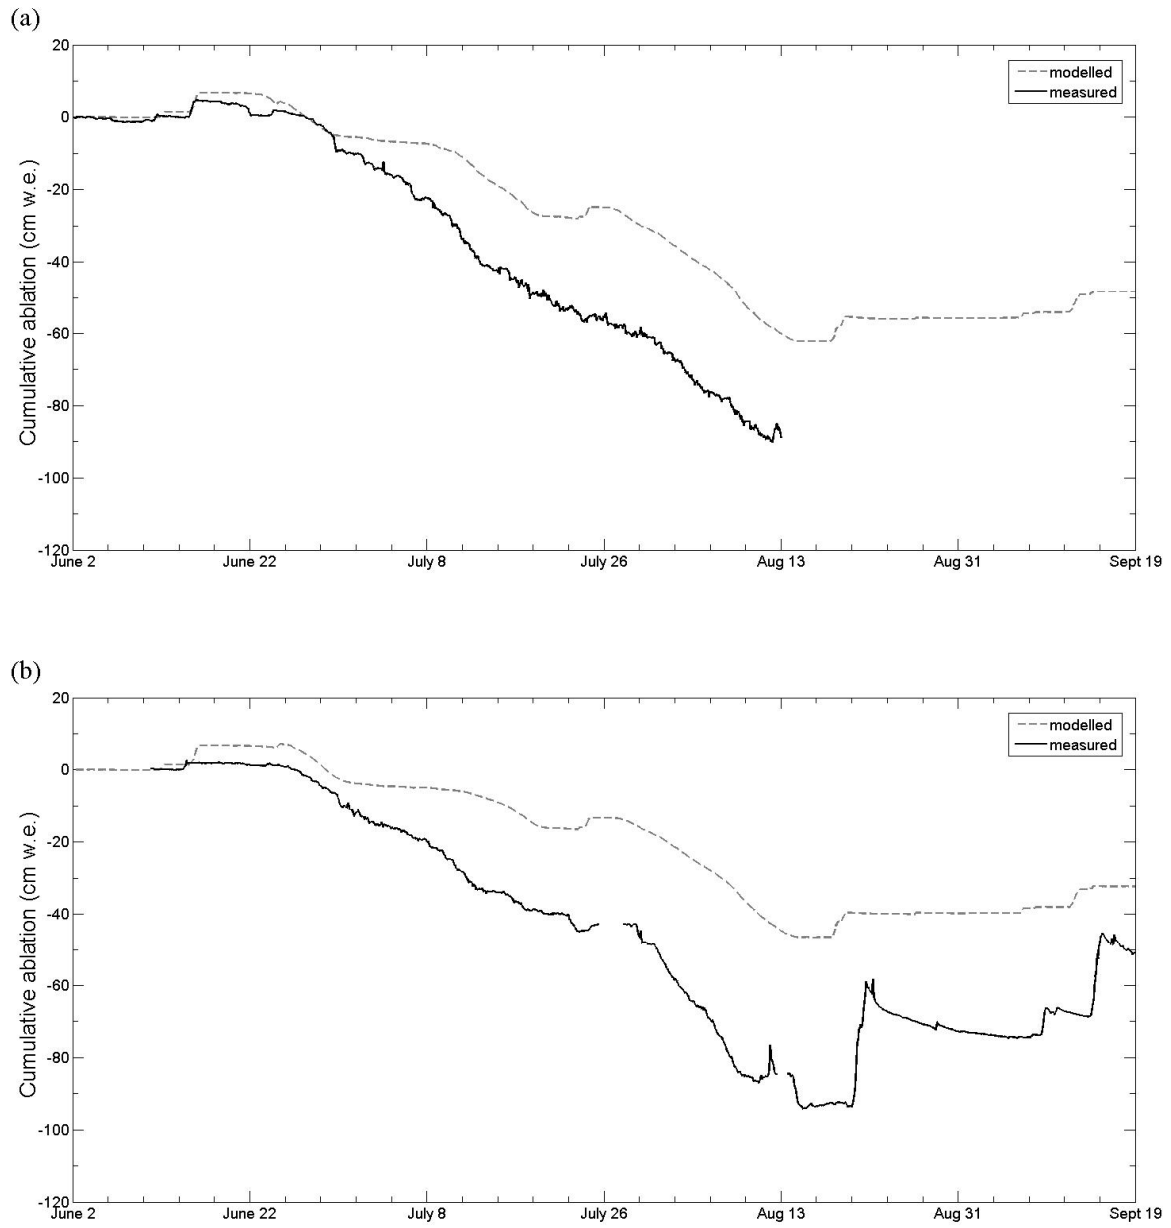 (a)
20
0
-20
-40
-60
-80
-100
-120
Cumulative ablation (cm w.e.)
modelled
measured
June 2
June 22
July 8
July 26
Aug 13
Aug 31
Sept 19
(b)
20
0
-20
-40
-60
-80
-100
-120
Cumulative ablation (cm w.e.)
modelled
measured
June 2
June 22
July 8
July 26
Aug 13
Aug 31
Sept 19